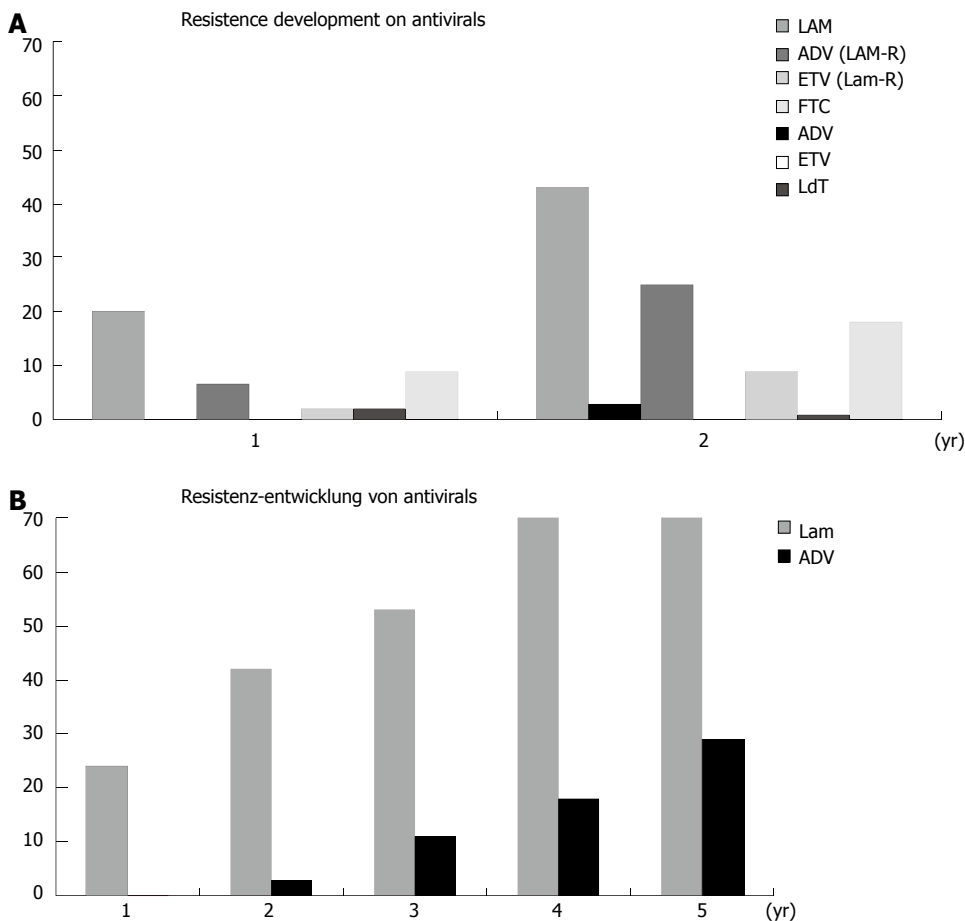 A
Resistence development on antivirals
70
60
50
40
30
20
10
0
1
2
(yr)
LAM
ADV (LAM-R)
ETV (Lam-R)
FTC
ADV
ETV
LdT
B
Resistenz-entwicklung von antivirals
70
60
50
40
30
20
10
0
1
2
3
4
5
(yr)
Lam
ADV